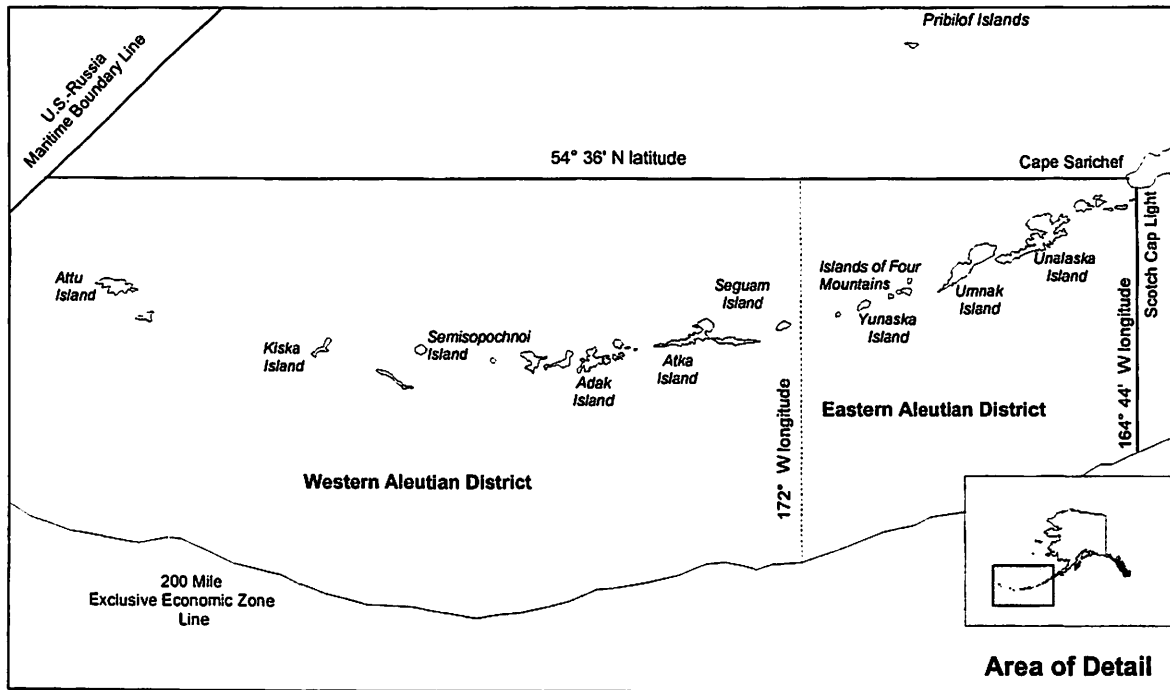 Pribilof Islands
U.S.-Russia
Maritime Boundary Line
54° 36' N latitude
Cape Sarichef
Scotch Cap Light
Attu
Island
Kiska
Island
Semisopochnoi
Island
Adak
Island
Atka
Island
Seguam
Island
Islands of Four
Mountains
Yunaska
Island
Umnak
Island
Unalaska
Island
172° W longitude
164° 44' W longitude
Eastern Aleutian District
Western Aleutian District
200 Mile
Exclusive Economic Zone
Line
Area of Detail